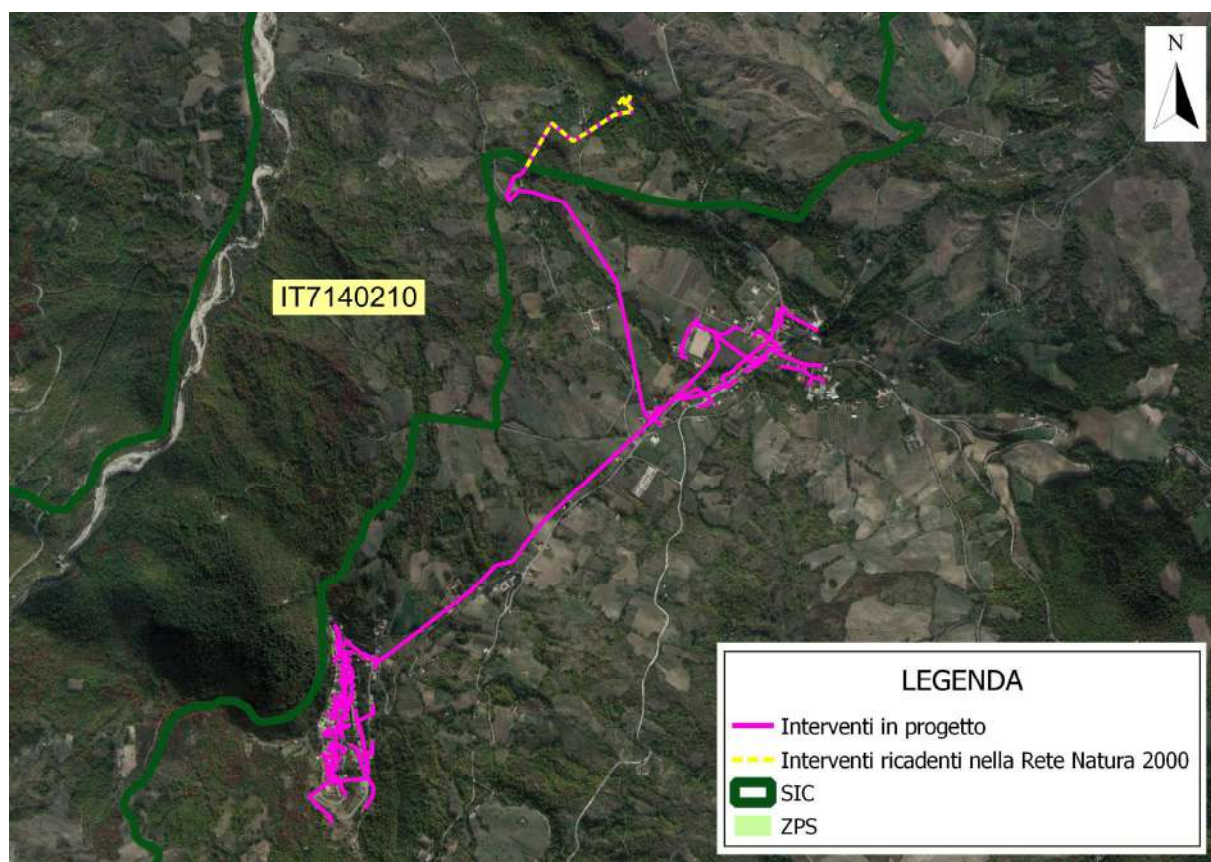 N
IT7140210
LEGENDA
Interventi in progetto
Interventi ricadenti nella Rete Natura 2000
SIC
ZPS